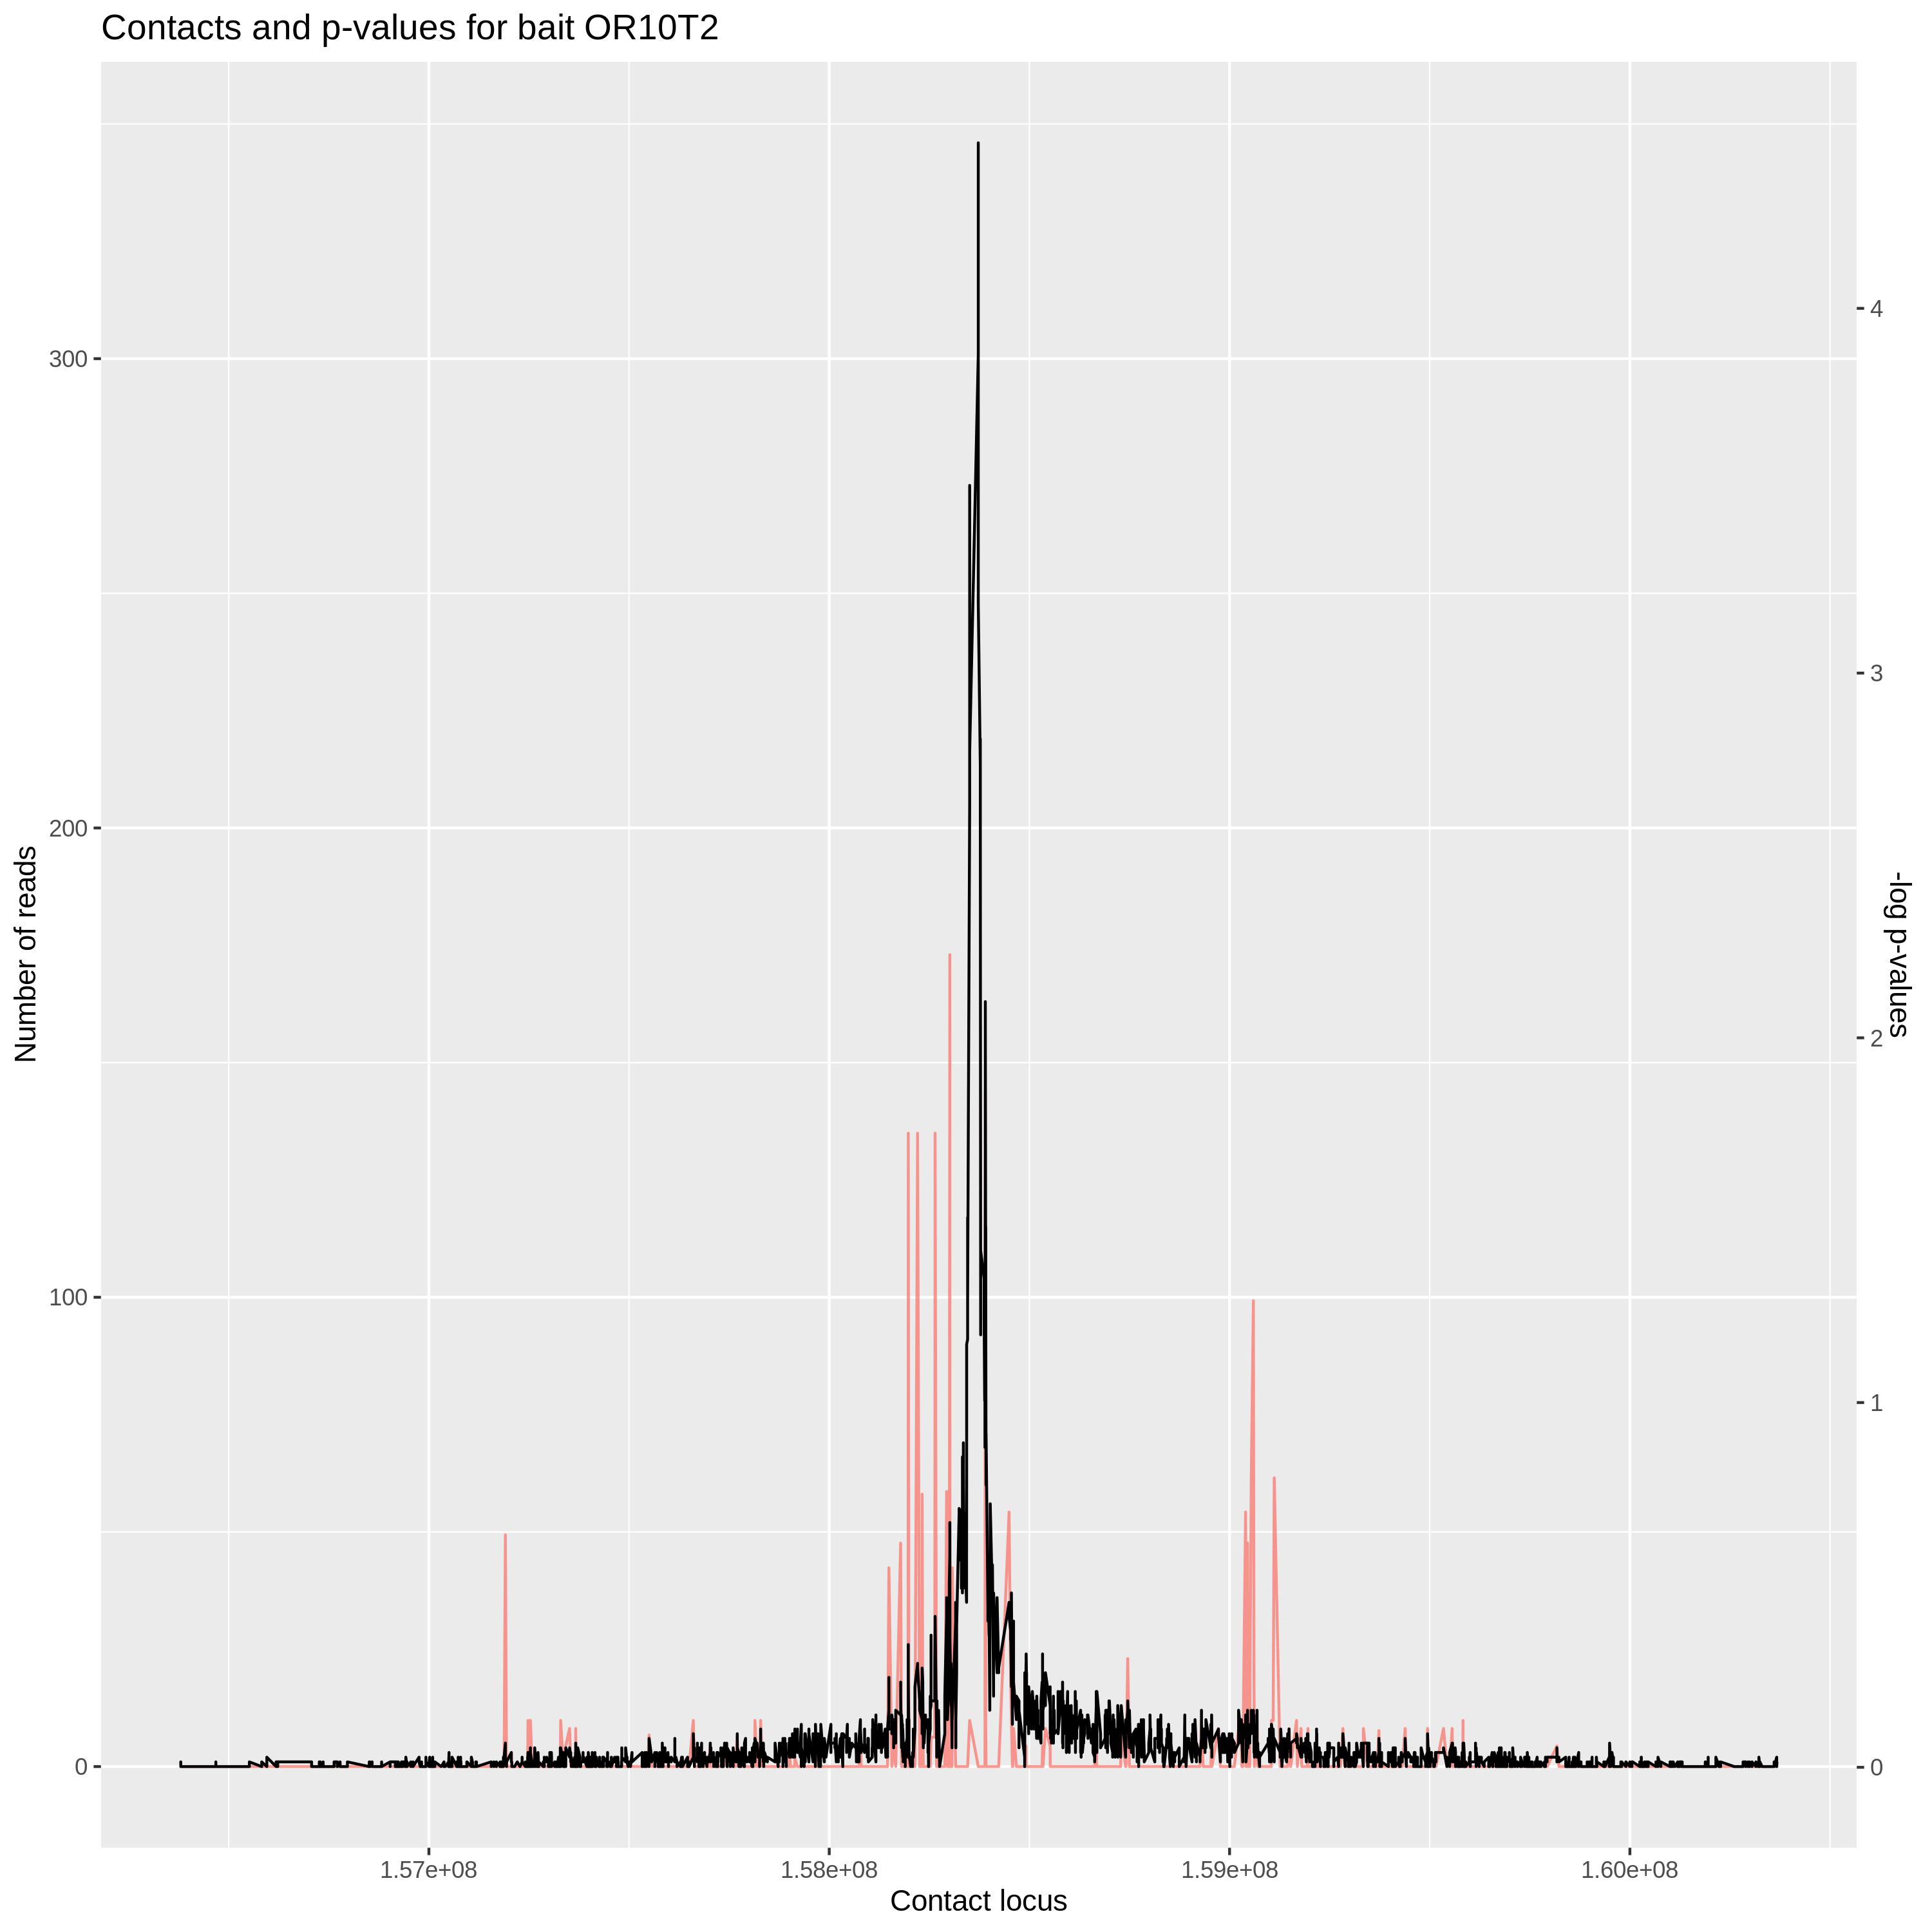 Contacts and p-values for bait OR10T2
300
200
100
0
Number of reads
4
3
2
1
0
-log p-values
1.57e+08 1.58e+08 1.59e+08 1.60e+08
Contact locus